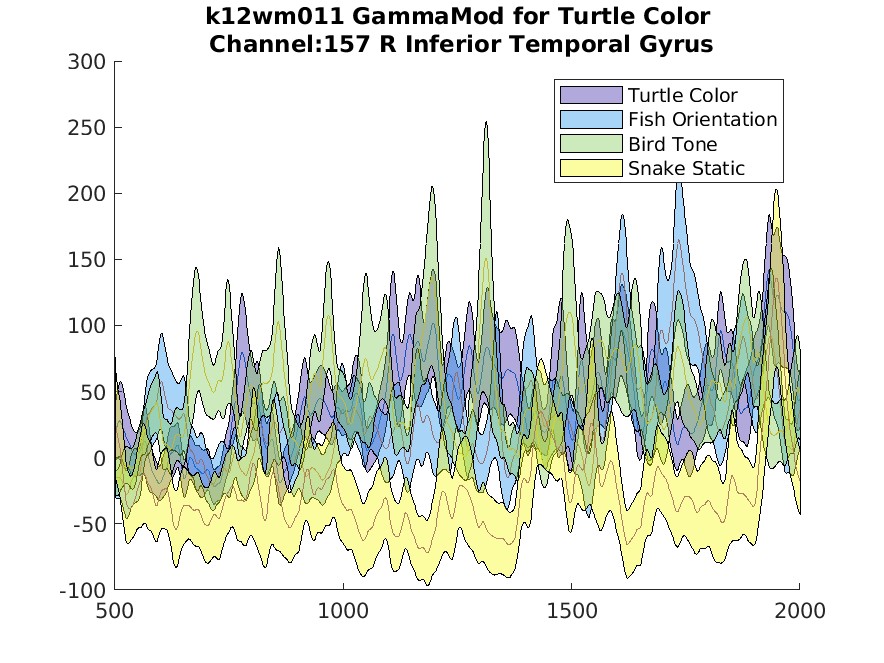 k12wm011 GammaMod for Turtle Color
Channel:157 R Inferior Temporal Gyrus
300
250
200
150
100
50
0
-50
-100
500
1000
1500
2000
Turtle Color
Fish Orientation
Bird Tone
Snake Static